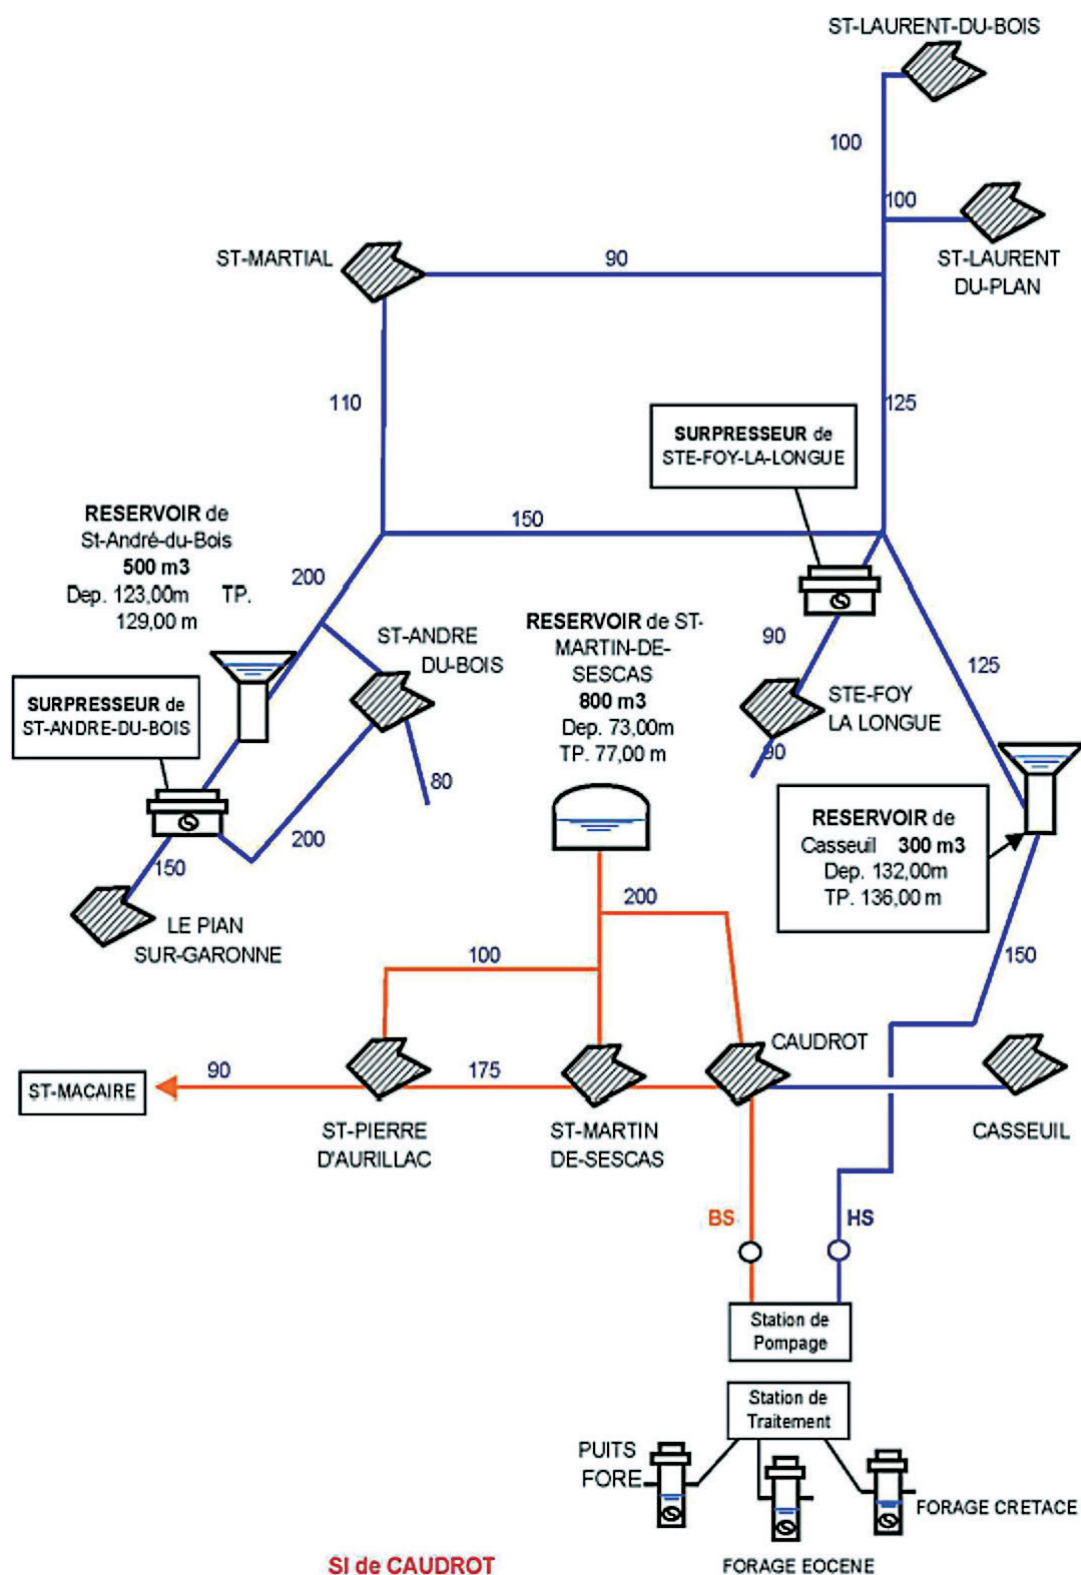 ST-LAURENT-DU-BOIS
100
100
ST-MARTIAL
90
ST-LAURENT
DU-PLAN
110
125
SURPRESSEUR de
STE-FOY-LA-LONGUE
RESERVOIR de
St-André-du-Bois
500 m3
Dep. 123,00m TP.
129,00 m
150
200
ST-ANDRE
DU-BOIS
RESERVOIR de ST-
MARTIN-DE-
SESCAS
800 m3
Dep. 73,00m
TP. 77,00 m
90
125
STE-FOY
LA LONGUE
90
SURPRESSEUR de
ST-ANDRE-DU-BOIS
80
200
150
RESERVOIR de
Casseuil 300 m3
Dep. 132,00m
TP. 136,00 m
LE PIAN
SUR-GARONNE
200
100
150
CAUDROT
90
175
ST-MACAIRE
ST-PIERRE
D'AURILLAC
ST-MARTIN
DE-SESCAS
CASSEUIL
BS
HS
Station de
Pompage
Station de
Traitement
PUITS
FORE
FORAGE CRETACE
FORAGE EOCENE
SI de CAUDROT